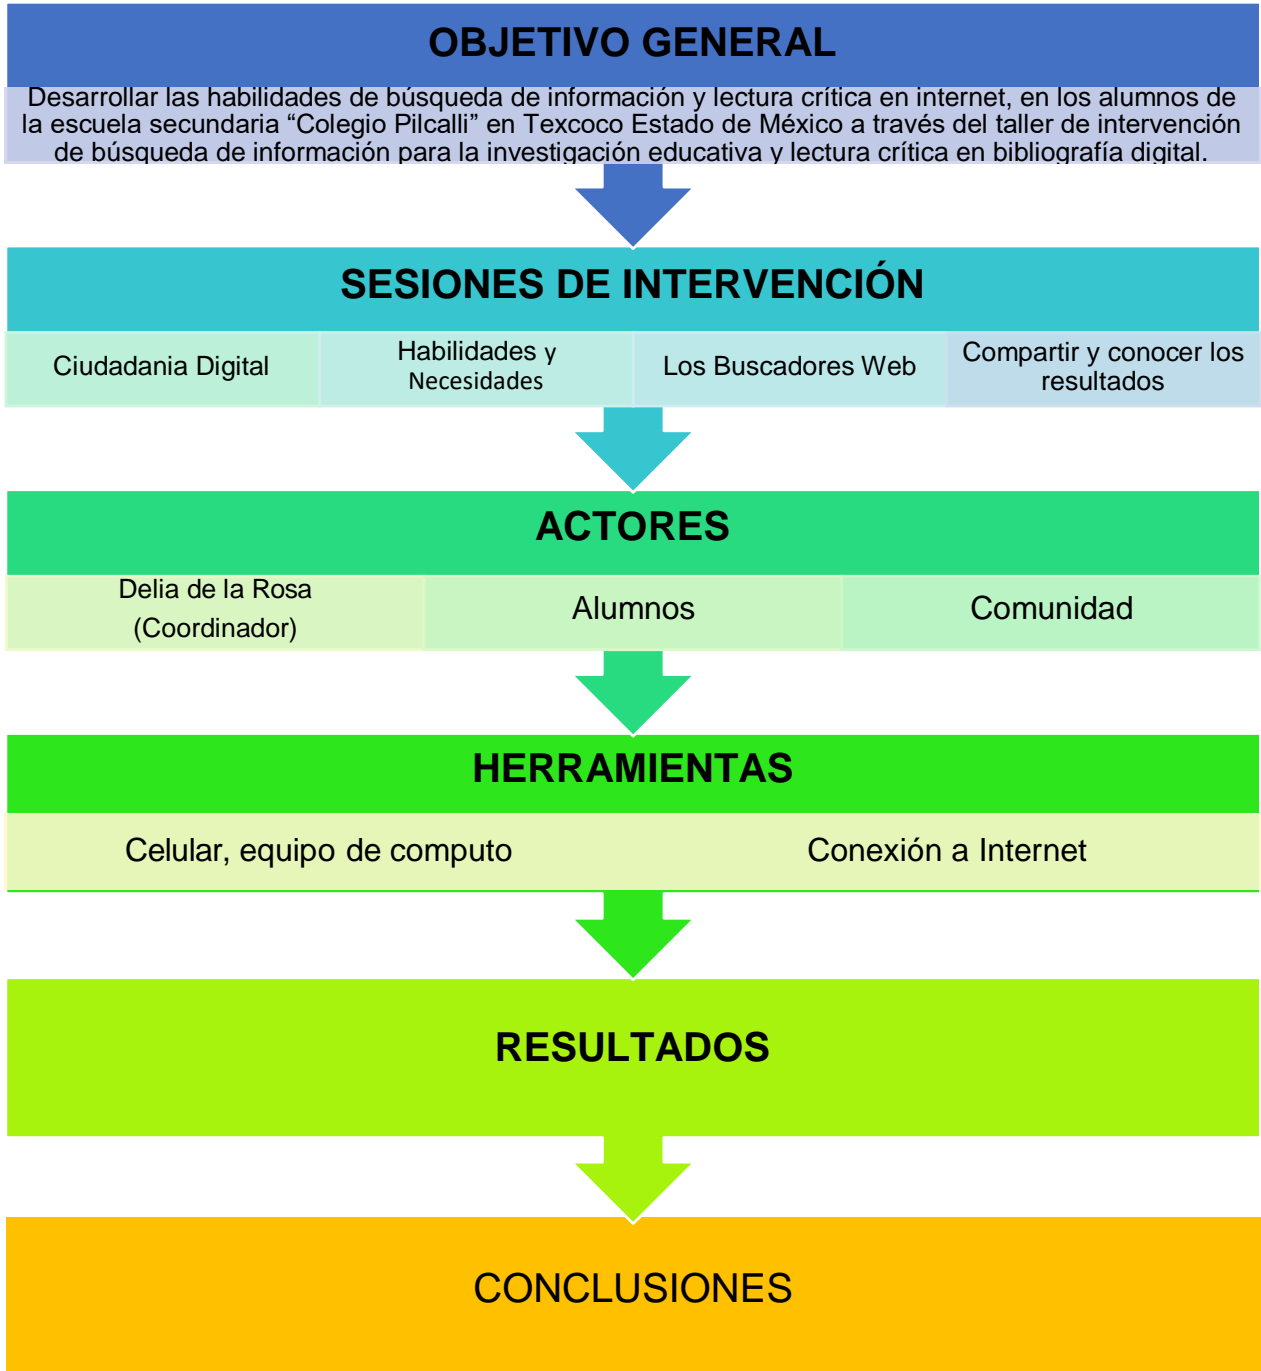 OBJETIVO GENERAL
Desarrollar las habilidades de búsqueda de información y lectura crítica en internet, en los alumnos de
la escuela secundaria “Colegio Pilcalli” en Texcoco Estado de México a través del taller de intervención
de búsqueda de información para la investigación educativa y lectura crítica en bibliografía digital.
SESIONES DE INTERVENCIÓN
Ciudadania Digital
Habilidades y
Necesidades
Los Buscadores Web
Compartir y conocer los
resultados
ACTORES
Delia de la Rosa
(Coordinador)
Alumnos
Comunidad
HERRAMIENTAS
Celular, equipo de computo
Conexión a Internet
RESULTADOS
CONCLUSIONES